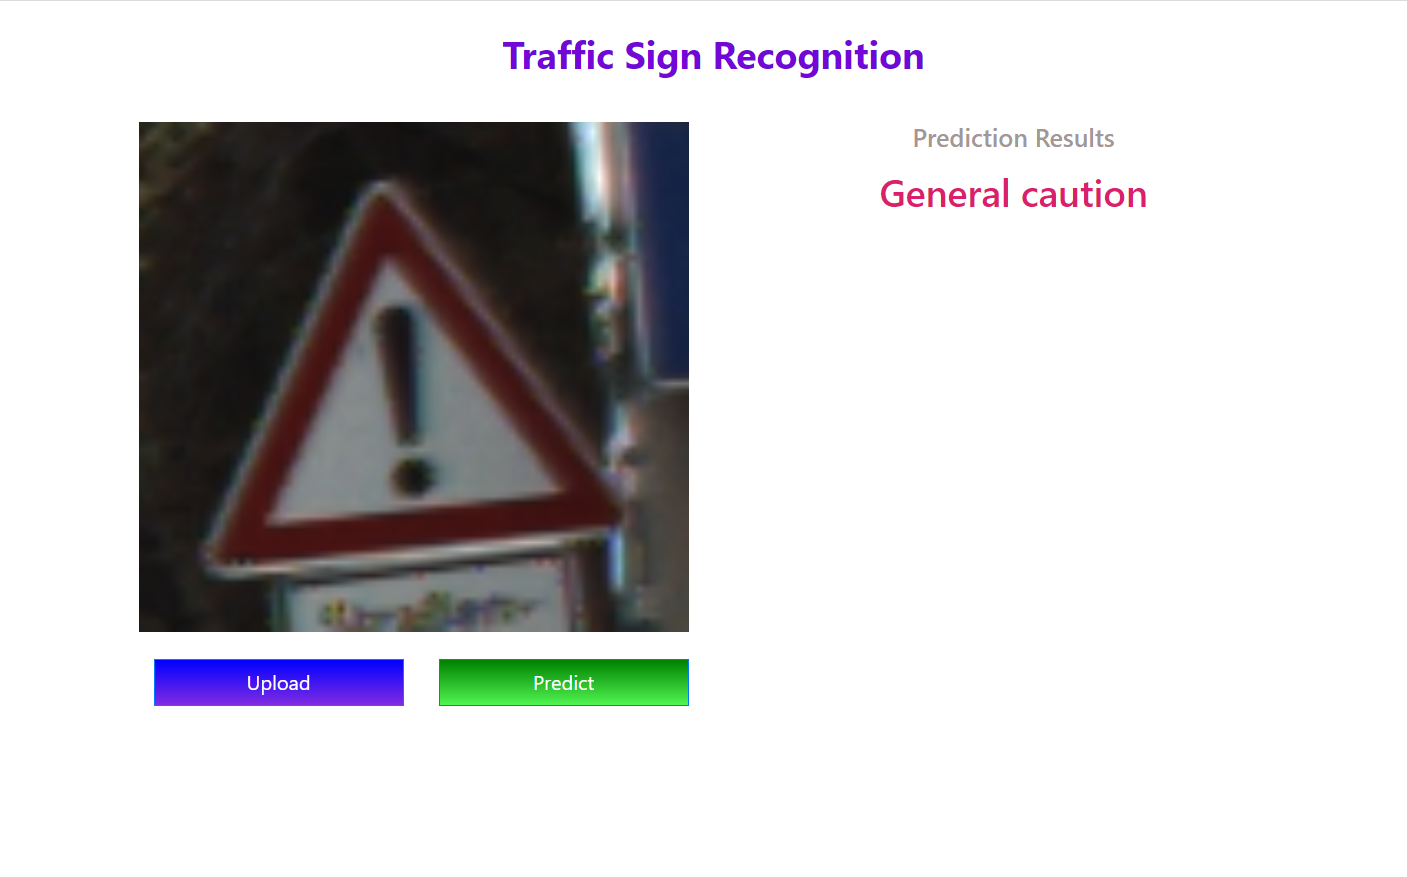 Traffic Sign Recognition
Prediction Results
General caution
!
Upload
Predict